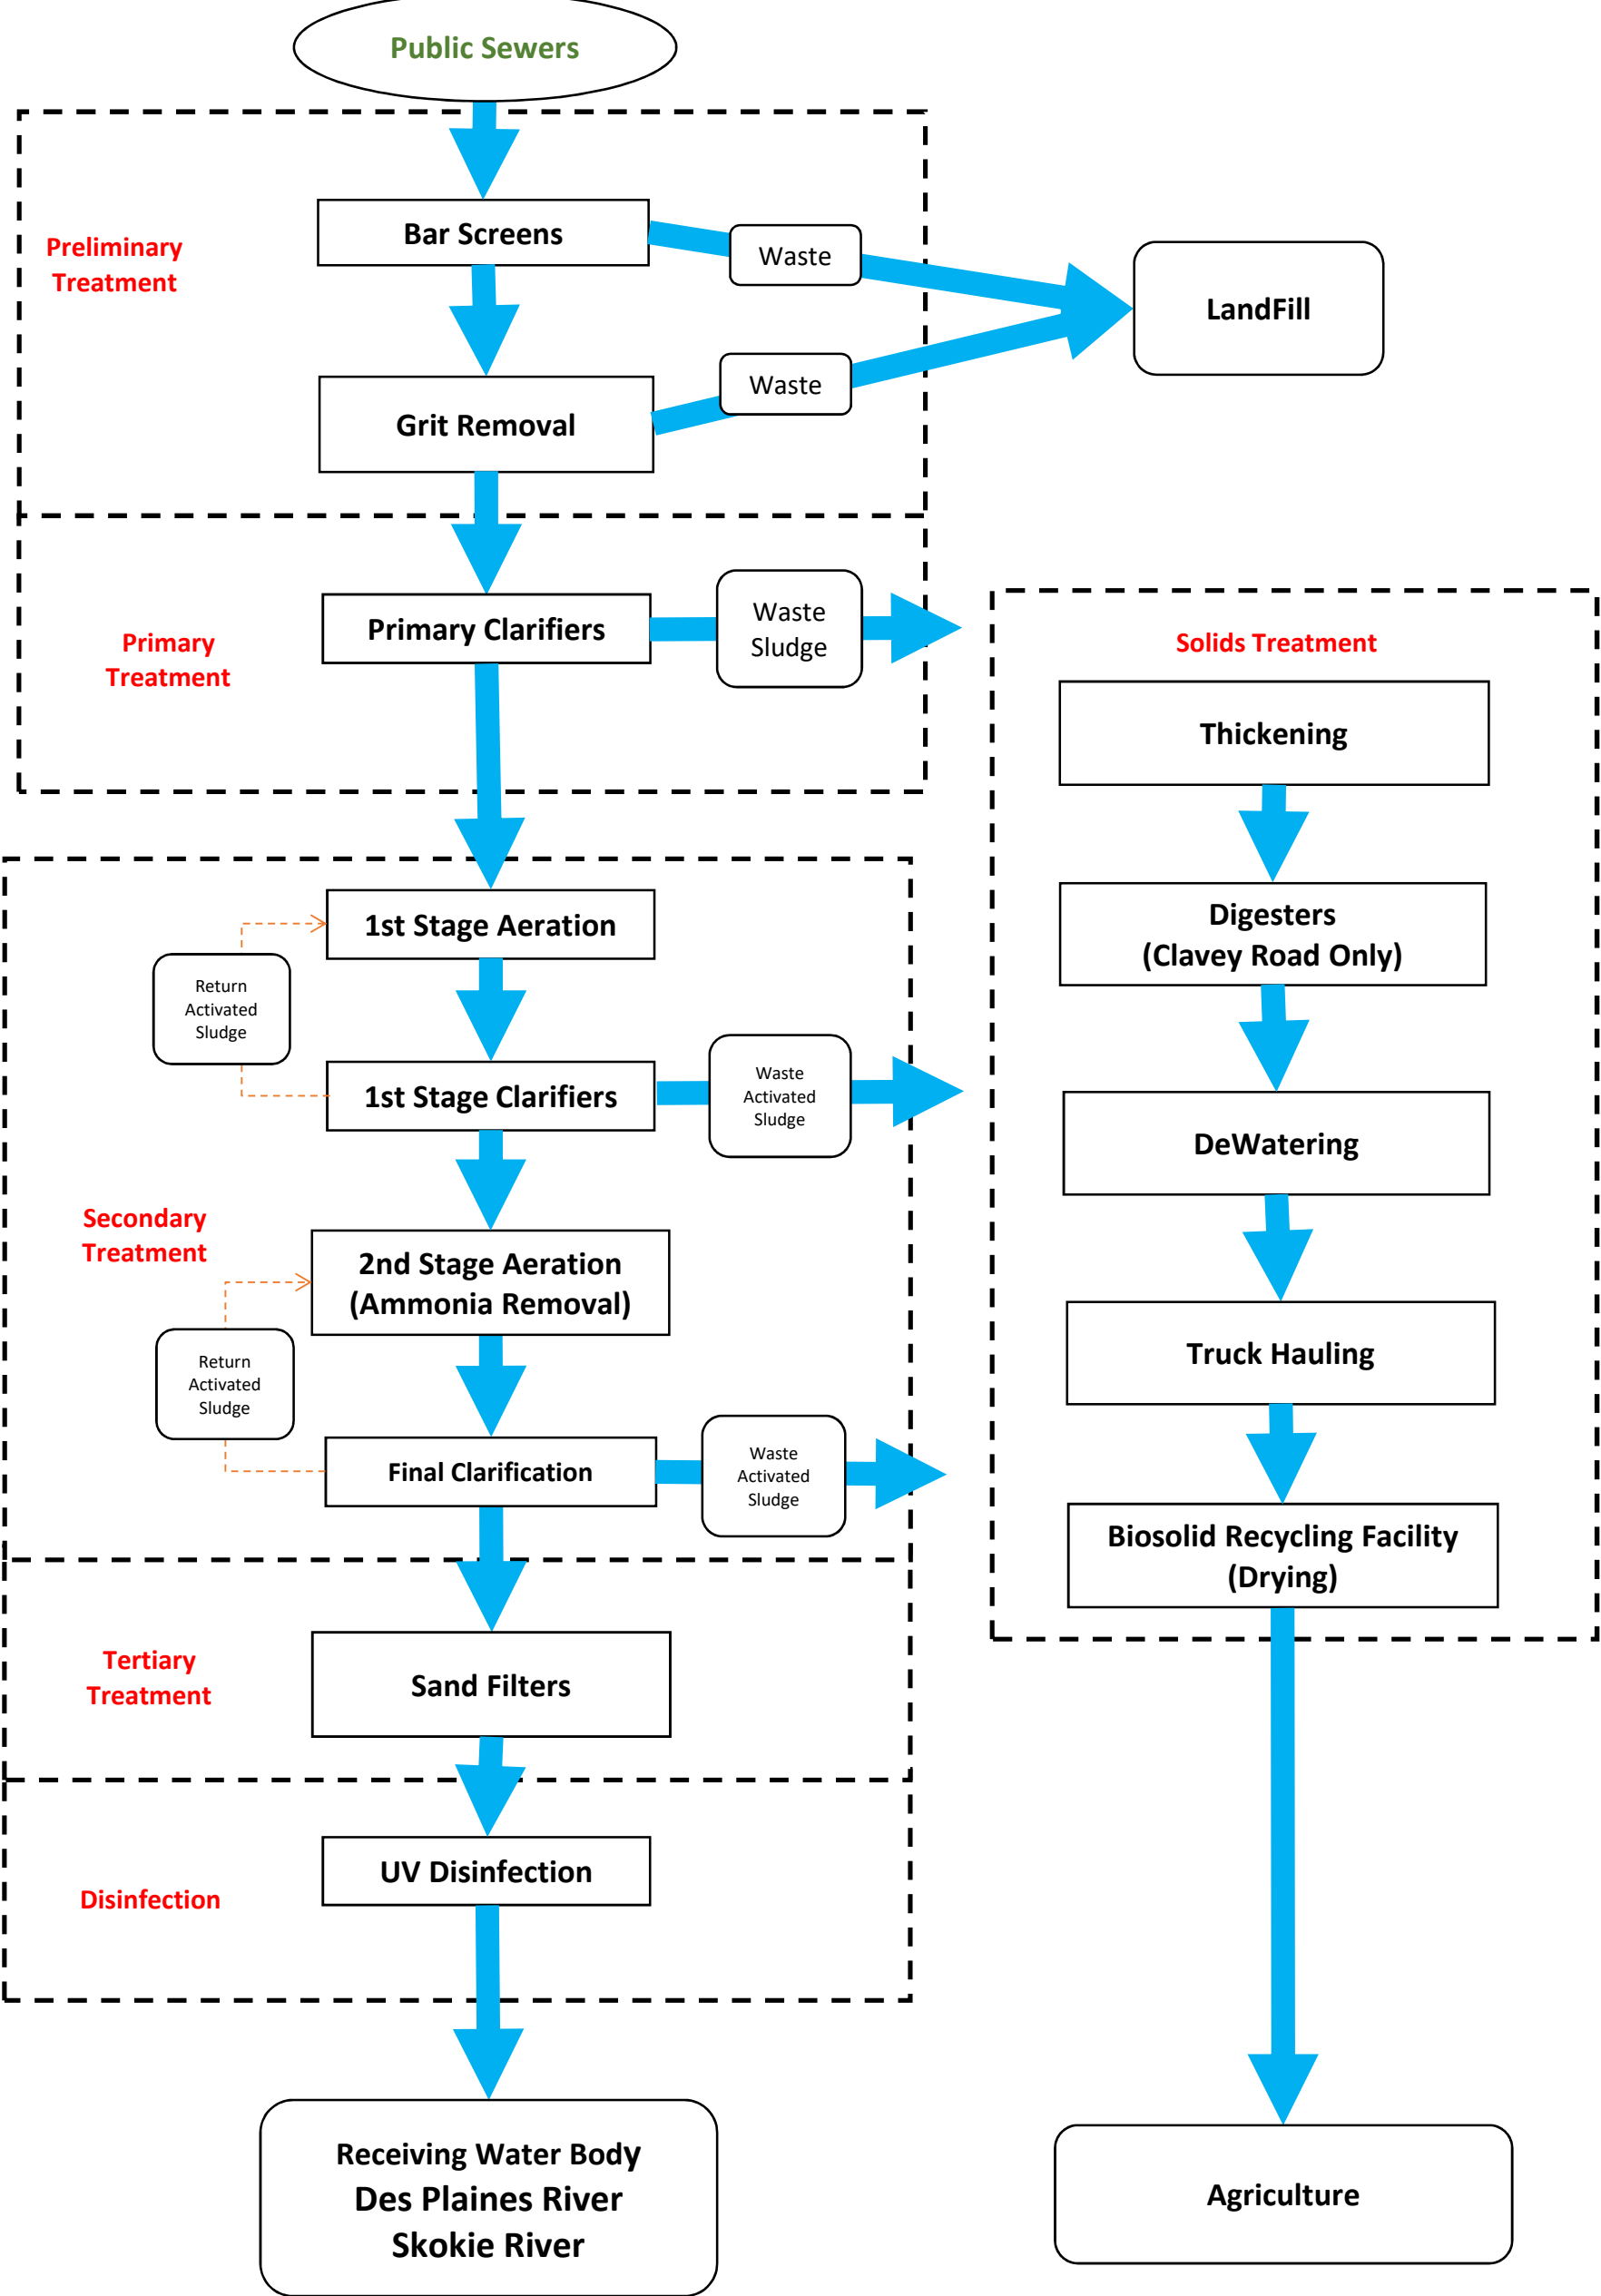 Public Sewers
Preliminary
Treatment
Bar Screens
Waste
LandFill
Waste
Grit Removal
Primary
Treatment
Primary Clarifiers
Waste
Sludge
1st Stage Aeration
Return
Activated
Sludge
1st Stage Clarifiers
Waste
Activated
Sludge
Secondary
Treatment
2nd Stage Aeration
(Ammonia Removal)
Return
Activated
Sludge
Final Clarification
Waste
Activated
Sludge
Tertiary
Treatment
Sand Filters
UV Disinfection
Disinfection
Receiving Water Body
Des Plaines River
Skokie River
Solids Treatment
Thickening
Digesters
(Clavey Road Only)
DeWatering
Truck Hauling
Biosolid Recycling Facility
(Drying)
Agriculture